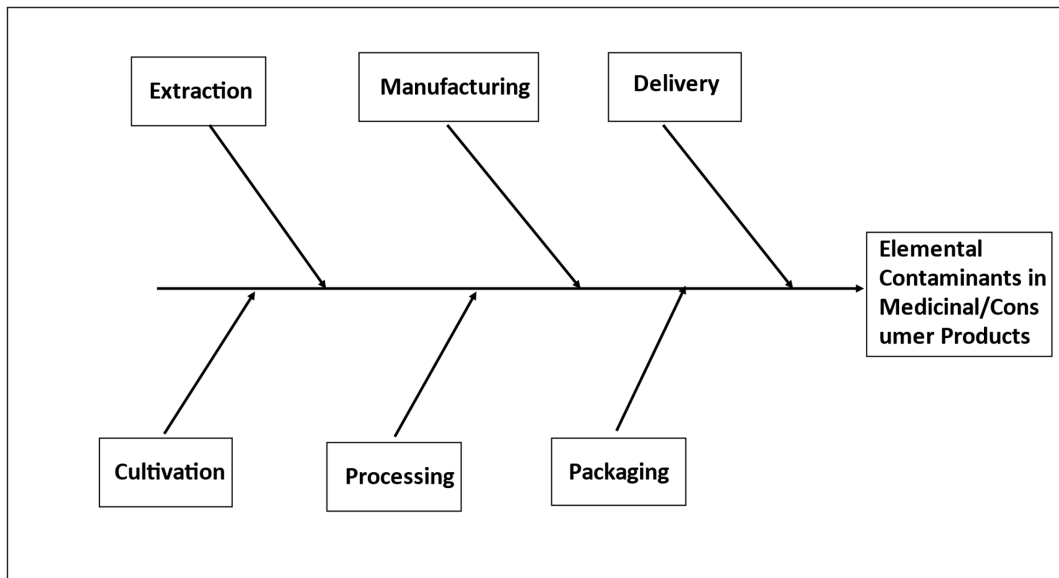 Extraction
Manufacturing
Delivery
Elemental
Contaminants in
Medicinal/Cons
umer Products
Cultivation
Processing
Packaging